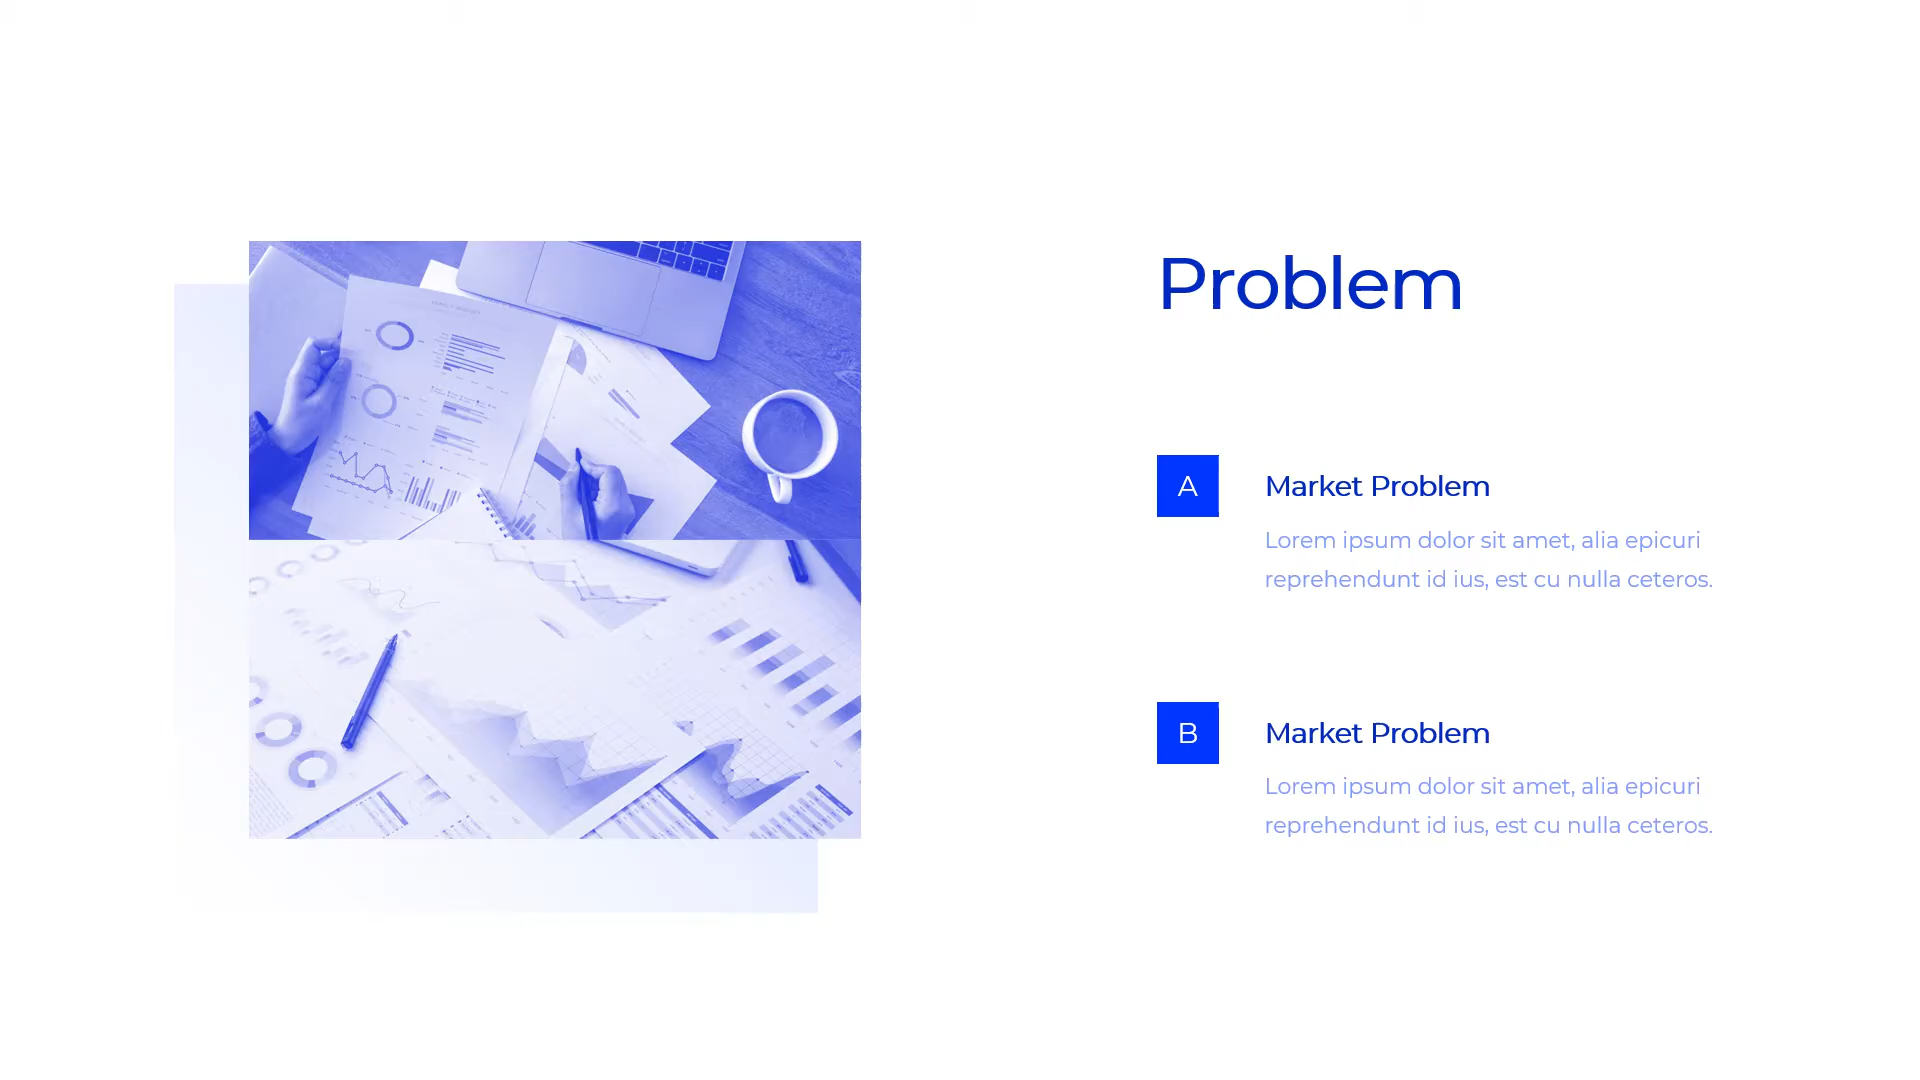 Problem
A
Market Problem
Lorem ipsum dolor sit amet, alia epicuri
reprehendunt id ius, est cu nulla ceteros.
B
Market Problem
Lorem ipsum dolor sit amet, alia epicuri
reprehendunt id ius, est cu nulla ceteros.